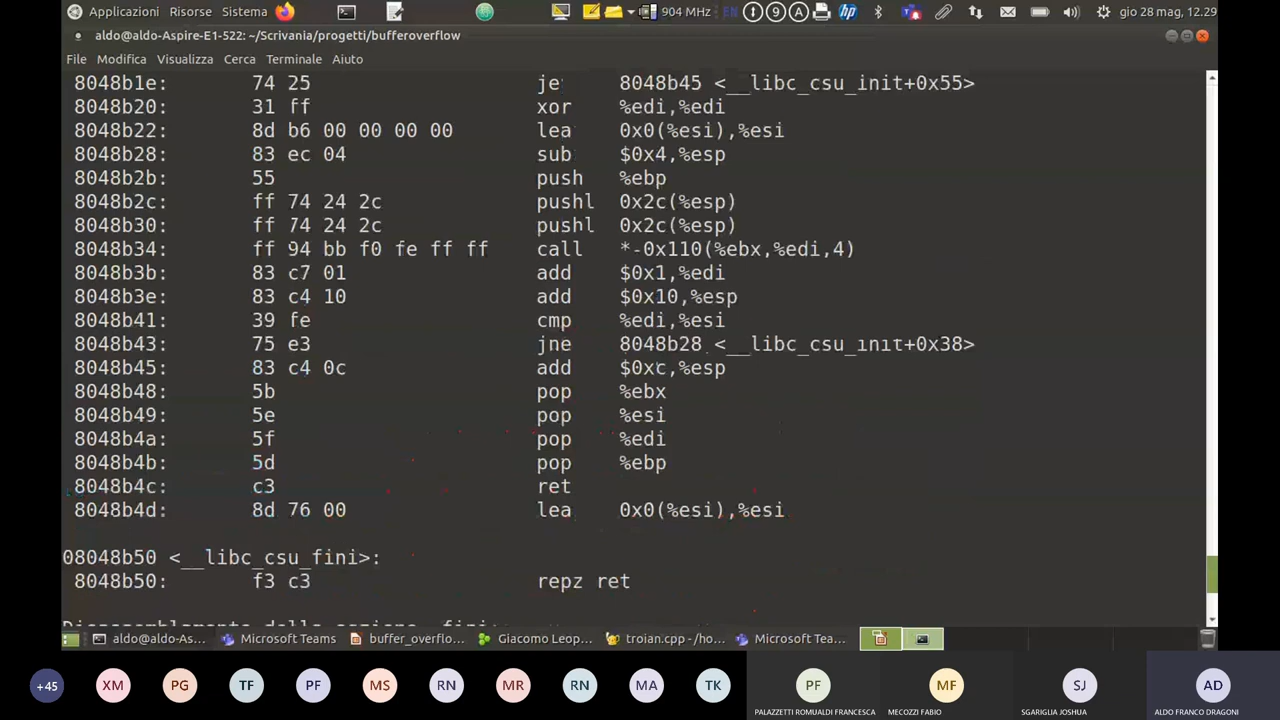 Applicazioni Risorse Sistema 904 MHz EN 9 A hp gio 28 mag, 12.29
aldo@aldo-Aspire-E1-522: ~/Scrivania/progetti/bufferoverflow
File Modifica Visualizza Cerca Terminale Aiuto
8048b1e: 74 25 je 8048b45 <__libc_csu_init+0x55>
8048b20: 31 ff xor %edi,%edi
8048b22: 8d b6 00 00 00 00 lea 0x0(%esi),%esi
8048b28: 83 ec 04 sub $0x4,%esp
8048b2b: 55 push %ebp
8048b2c: ff 74 24 2c pushl 0x2c(%esp)
8048b30: ff 74 24 2c pushl 0x2c(%esp)
8048b34: ff 94 bb f0 fe ff ff call *-0x110(%ebx,%edi,4)
8048b3b: 83 c7 01 add $0x1,%edi
8048b3e: 83 c4 10 add $0x10,%esp
8048b41: 39 fe cmp %edi,%esi
8048b43: 75 e3 jne 8048b28 <__libc_csu_init+0x38>
8048b45: 83 c4 0c add $0xc,%esp
8048b48: 5b pop %ebx
8048b49: 5e pop %esi
8048b4a: 5f pop %edi
8048b4b: 5d pop %ebp
8048b4c: c3 ret
8048b4d: 8d 76 00 lea 0x0(%esi),%esi
08048b50 <__libc_csu_fini>:
8048b50: f3 c3 repz ret
Disassemblamento della sezione .fini:
aldo@aldo-As... Microsoft Teams buffer_overflo... Giacomo Leop... troian.cpp - /ho... Microsoft Tea...
+45 XM PG TF PF MS RN MR RN MA TK PF MF SJ AD
PALAZZETTI ROMUALDI FRANCESCA MECOZZI FABIO SGARIGLIA JOSHUA ALDO FRANCO DRAGONI